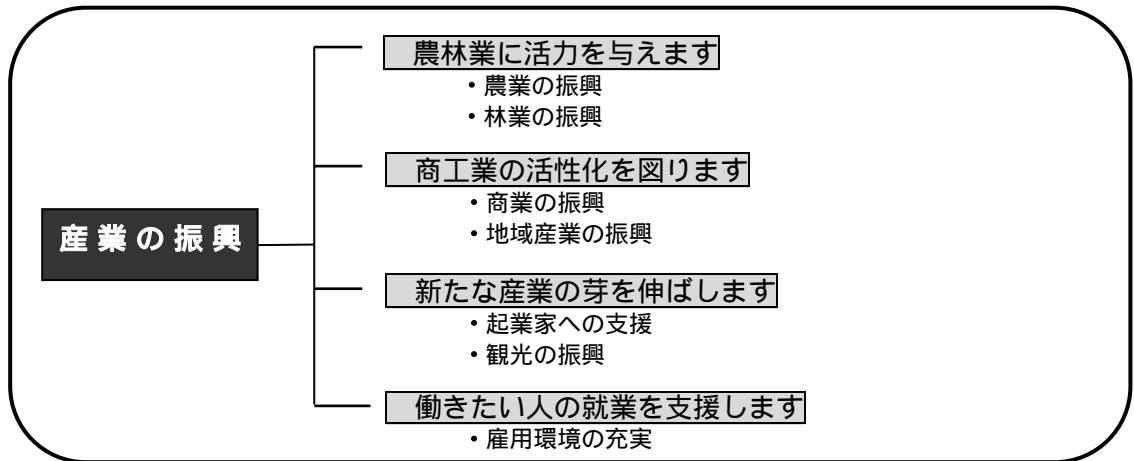 農林業に活力を与えます
・農業の振興
・林業の振興
商工業の活性化を図ります
・商業の振興
・地域産業の振興
産業の振興
新たな産業の芽を伸ばします
・起業家への支援
・観光の振興
働きたい人の就業を支援します
・雇用環境の充実